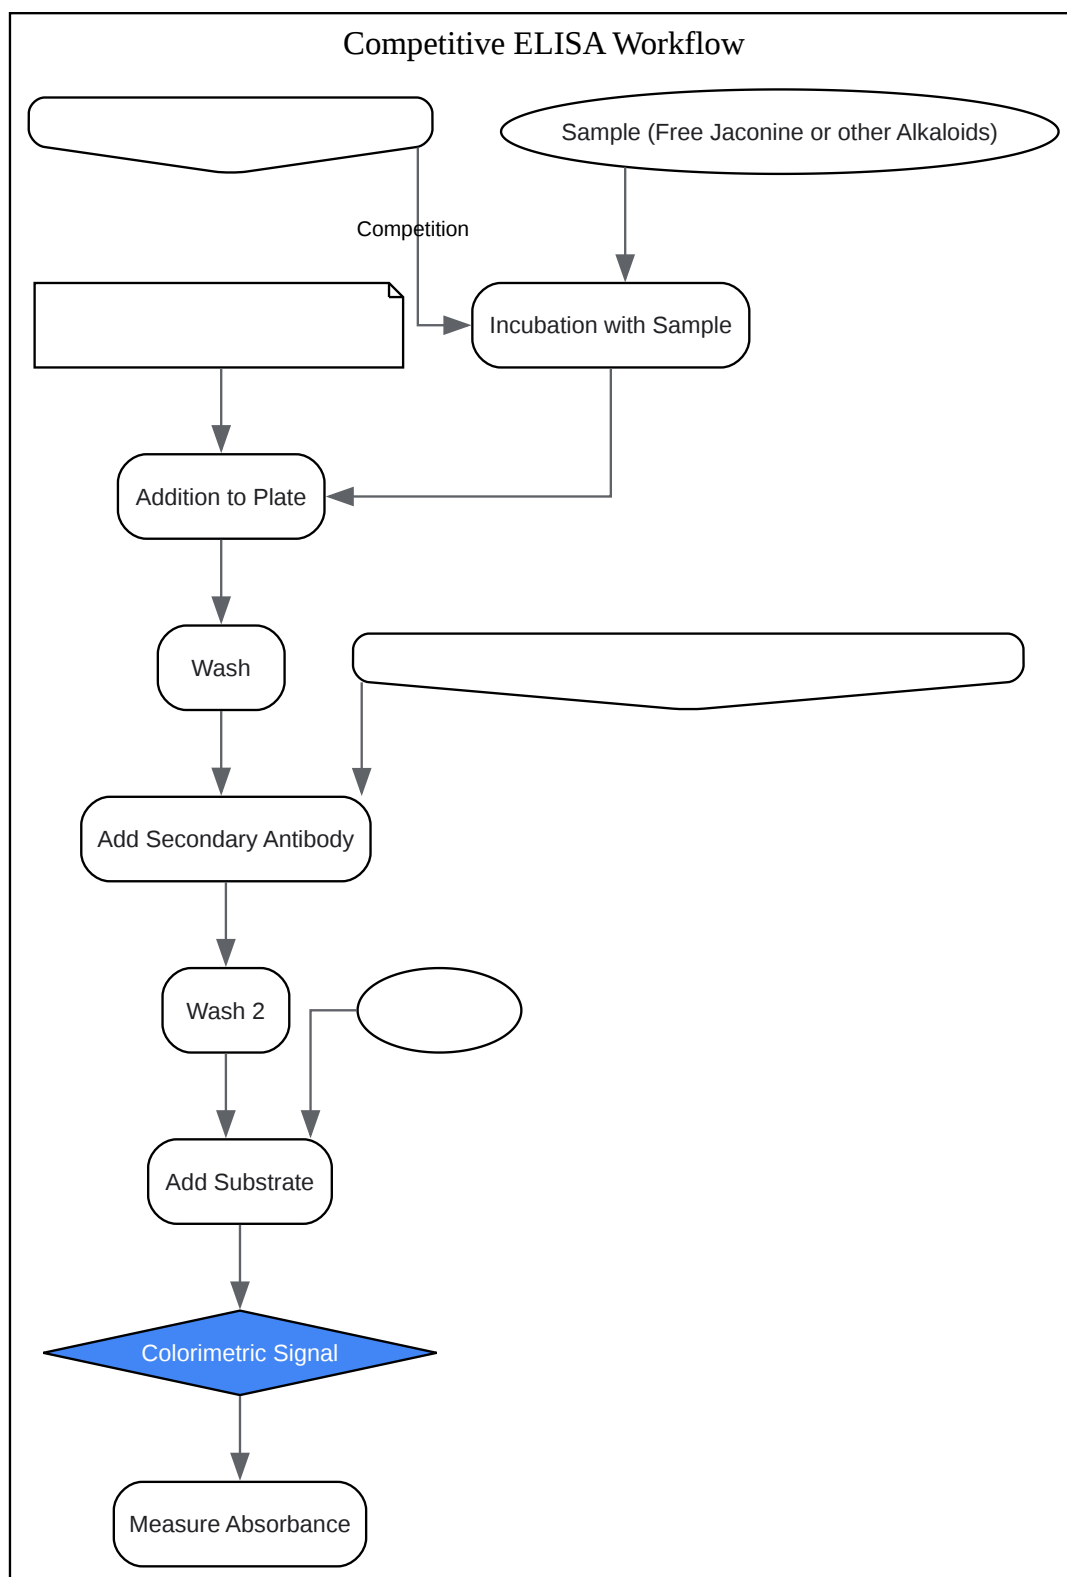 Competitive ELISA Workflow
Sample (Free Jaconine or other Alkaloids)
Competition
Incubation with Sample
Addition to Plate
Wash
Add Secondary Antibody
Wash 2
Add Substrate
Colorimetric Signal
Measure Absorbance